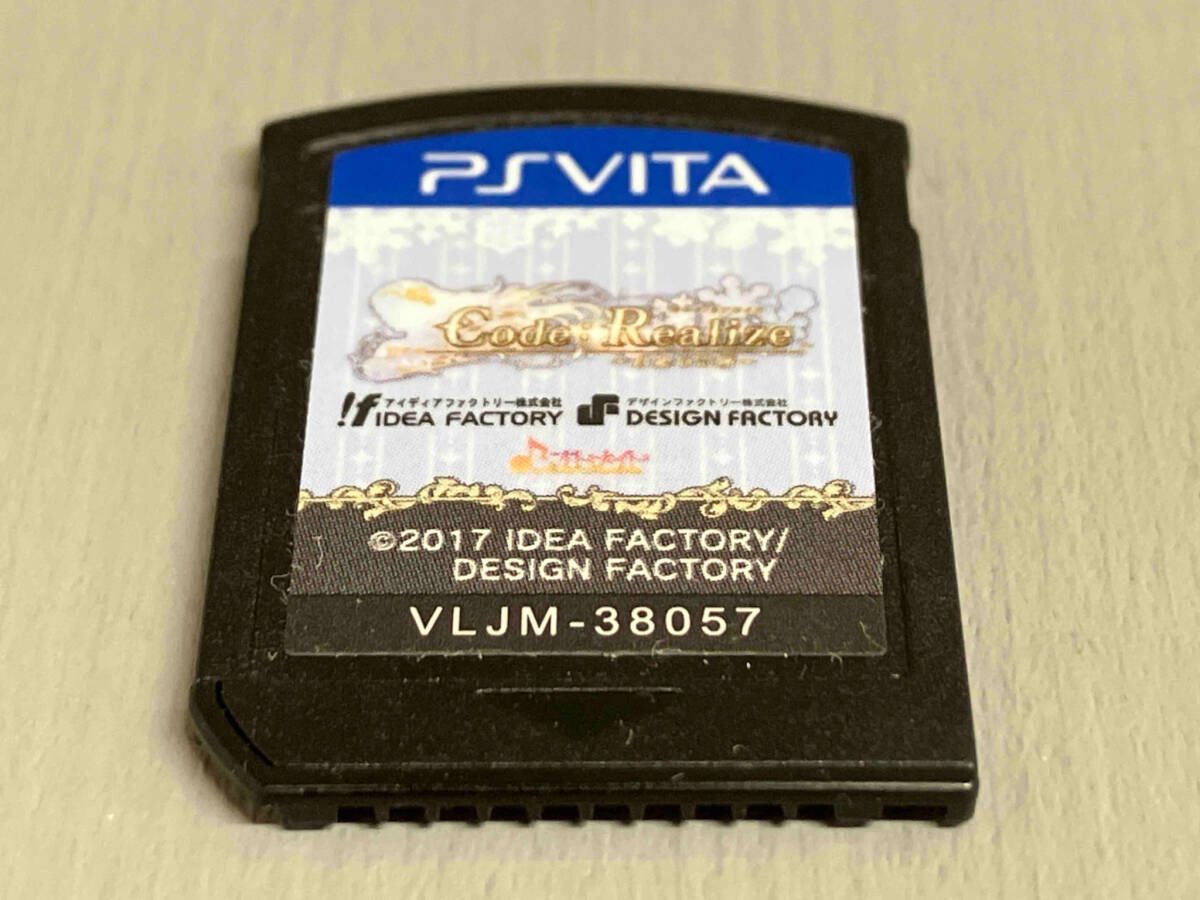 PSVITA
Code:Realize
アイディアファクトリー株式会社
IDEA FACTORY
デザインファクトリー株式会社
DESIGN FACTORY
©2017 IDEA FACTORY/
DESIGN FACTORY
VLJM-38057